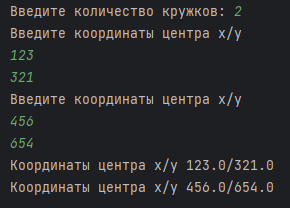 Введите количество кружков: 2
Введите координаты центра x/y
123
321
Введите координаты центра x/y
456
654
Координаты центра x/y 123.0/321.0
Координаты центра x/y 456.0/654.0